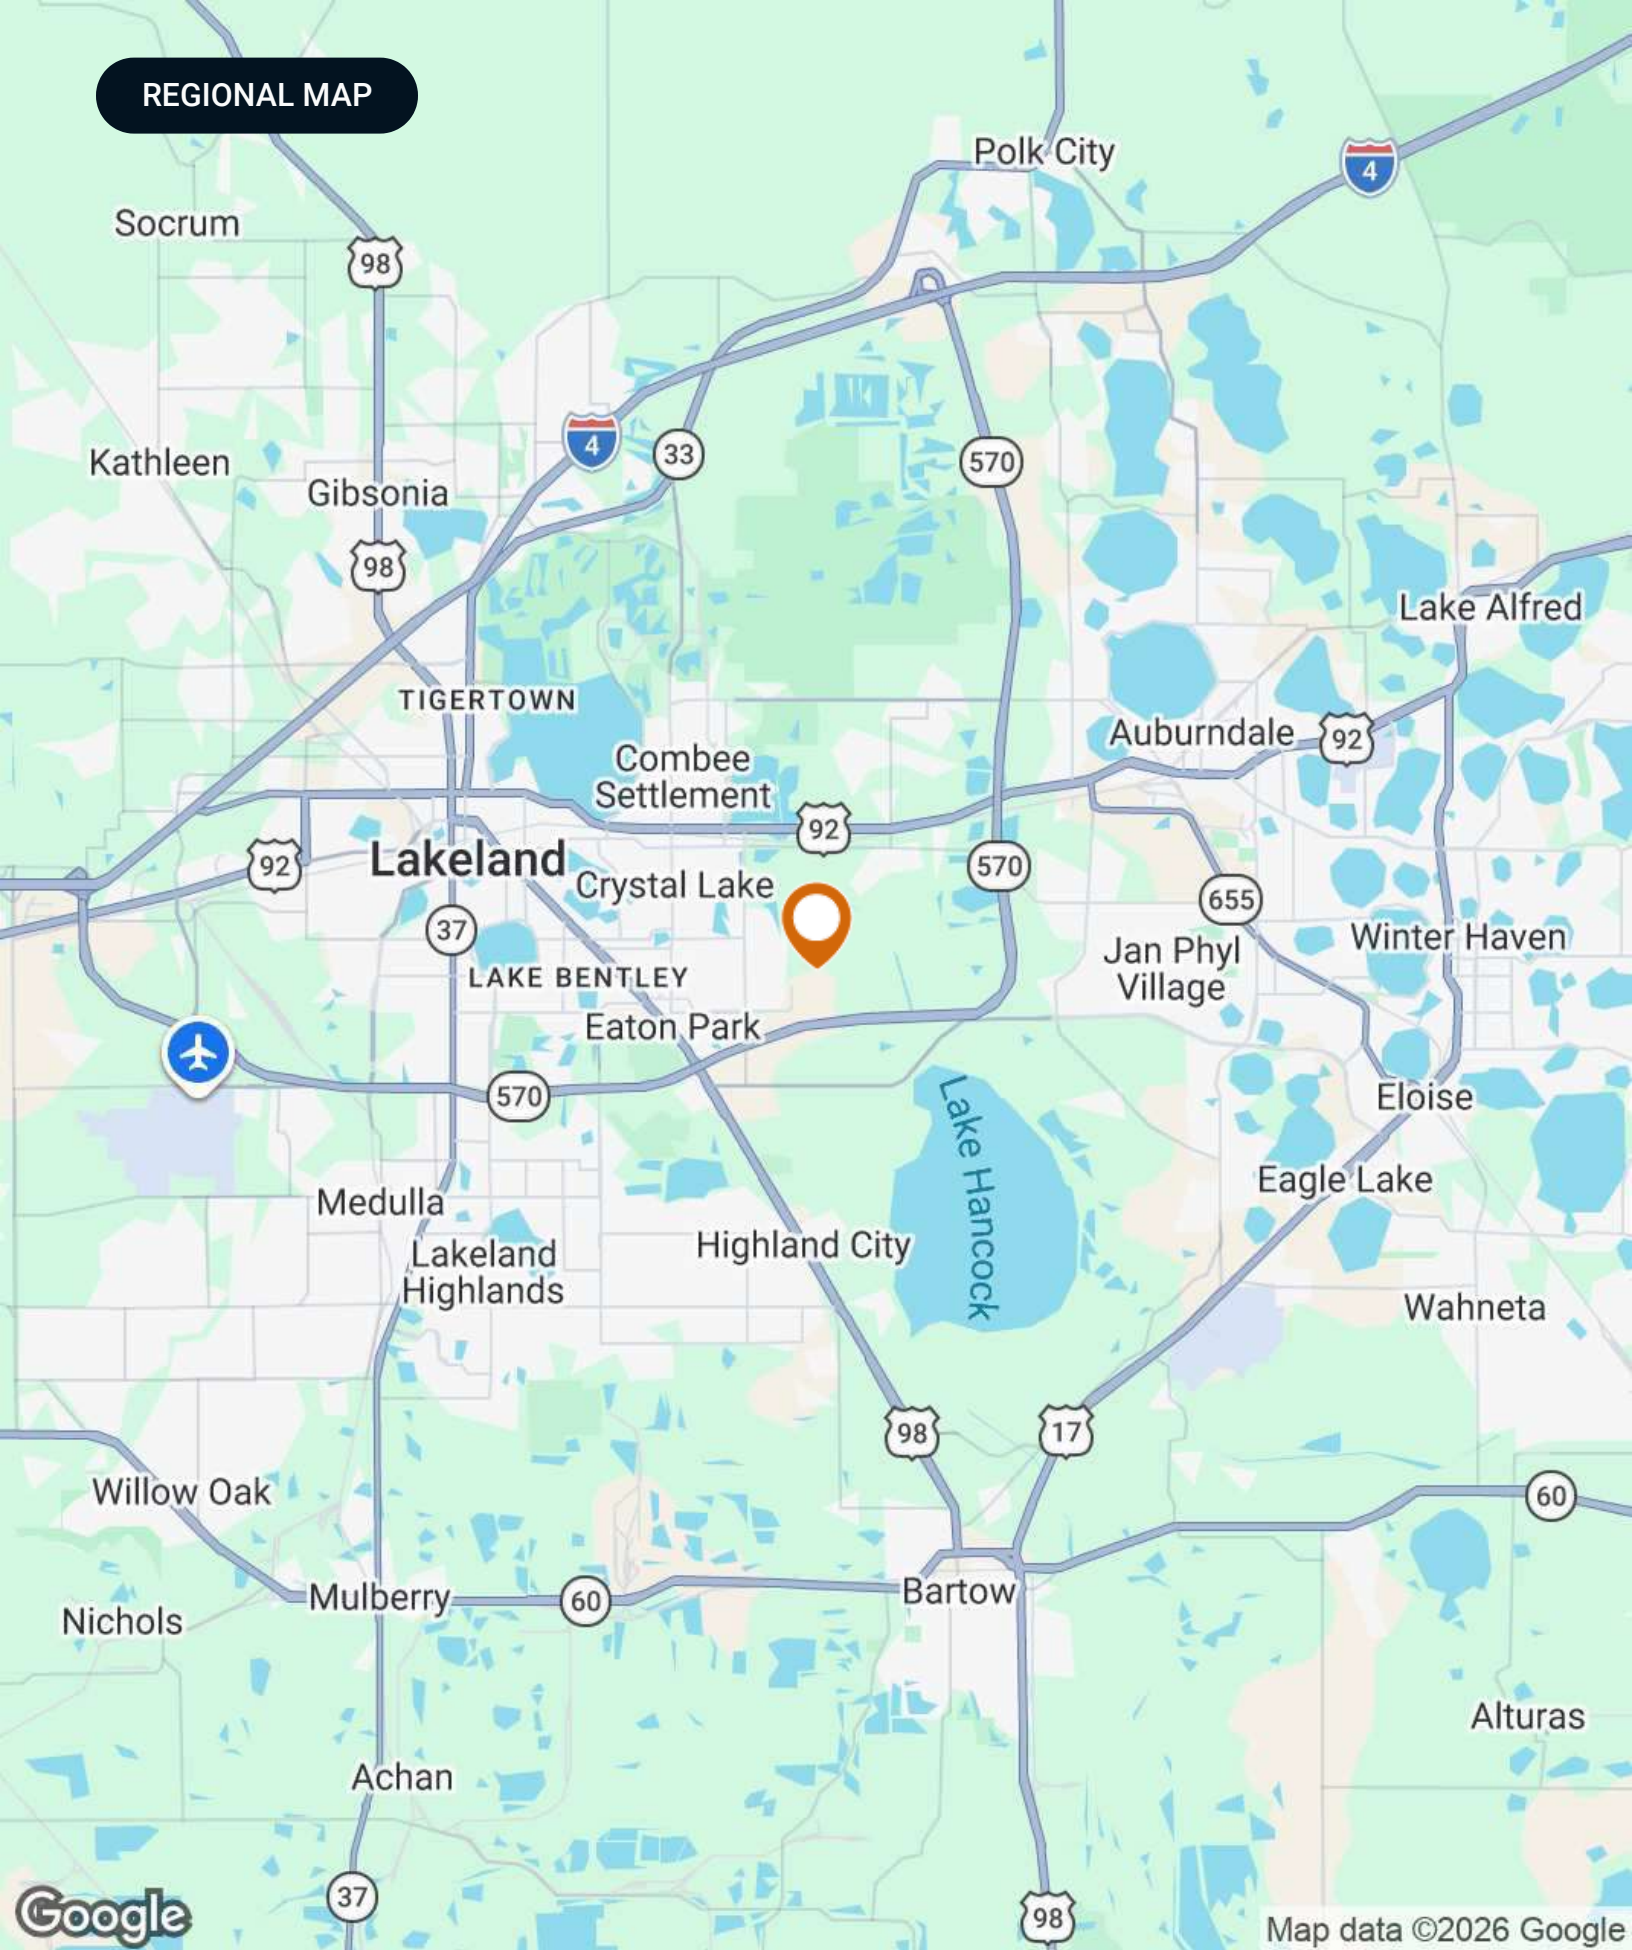 REGIONAL MAP
Polk City
4
Socrum
98
Kathleen
4
33
570
Gibsonia
98
Lake Alfred
TIGERTOWN
Auburndale
92
Combee
Settlement
92
92
Lakeland
570
Crystal Lake
655
37
Winter Haven
Jan Phyl
Village
LAKE BENTLEY
Eaton Park
570
Eloise
Lake Hancock
Eagle Lake
Medulla
Highland City
Lakeland
Highlands
Wahneta
98
17
Willow Oak
60
Mulberry
60
Bartow
Nichols
Alturas
Achan
37
98
Google
Map data ©2026 Google